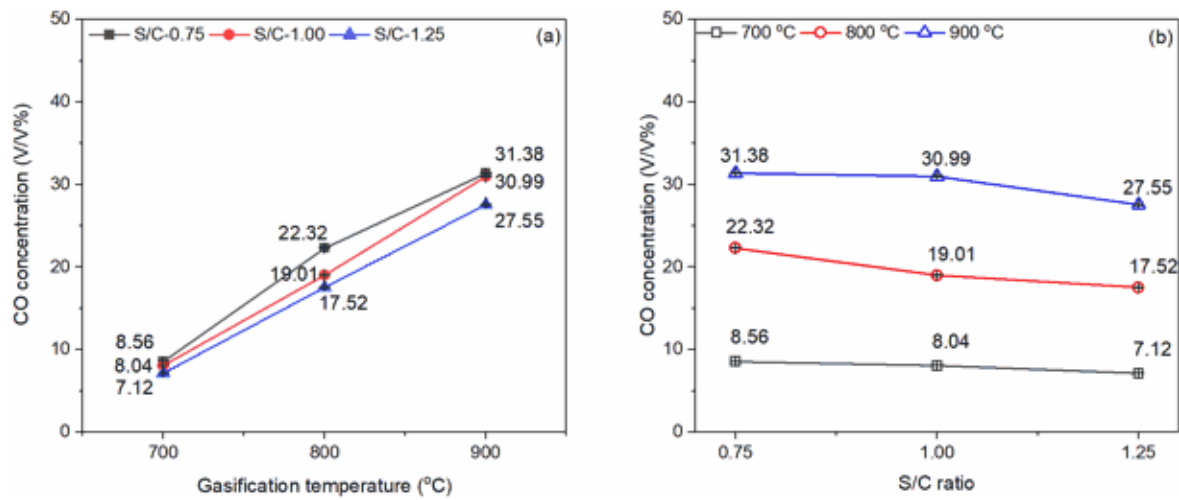 S/C-0.75 S/C-1.00 S/C-1.25 (a)
CO concentration (V/V%)
50
40
30
20
10
0
31.38
30.99
27.55
22.32
19.01
17.52
8.56
8.04
7.12
700 800 900
Gasification temperature (°C)
700 °C 800 °C 900 °C (b)
CO concentration (V/V%)
50
40
30
20
10
0
31.38 30.99 27.55
22.32 19.01 17.52
8.56 8.04 7.12
0.75 1.00 1.25
S/C ratio